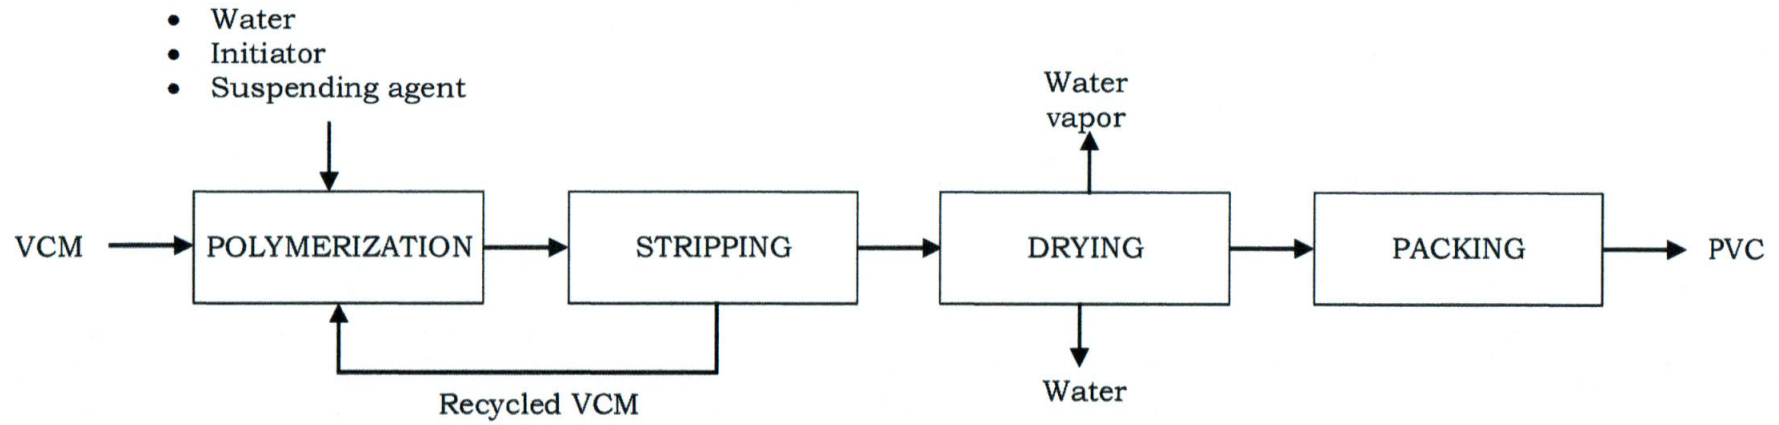 • Water
• Initiator
• Suspending agent
Water
vapor
VCM
POLYMERIZATION
STRIPPING
DRYING
PACKING
PVC
Recycled VCM
Water